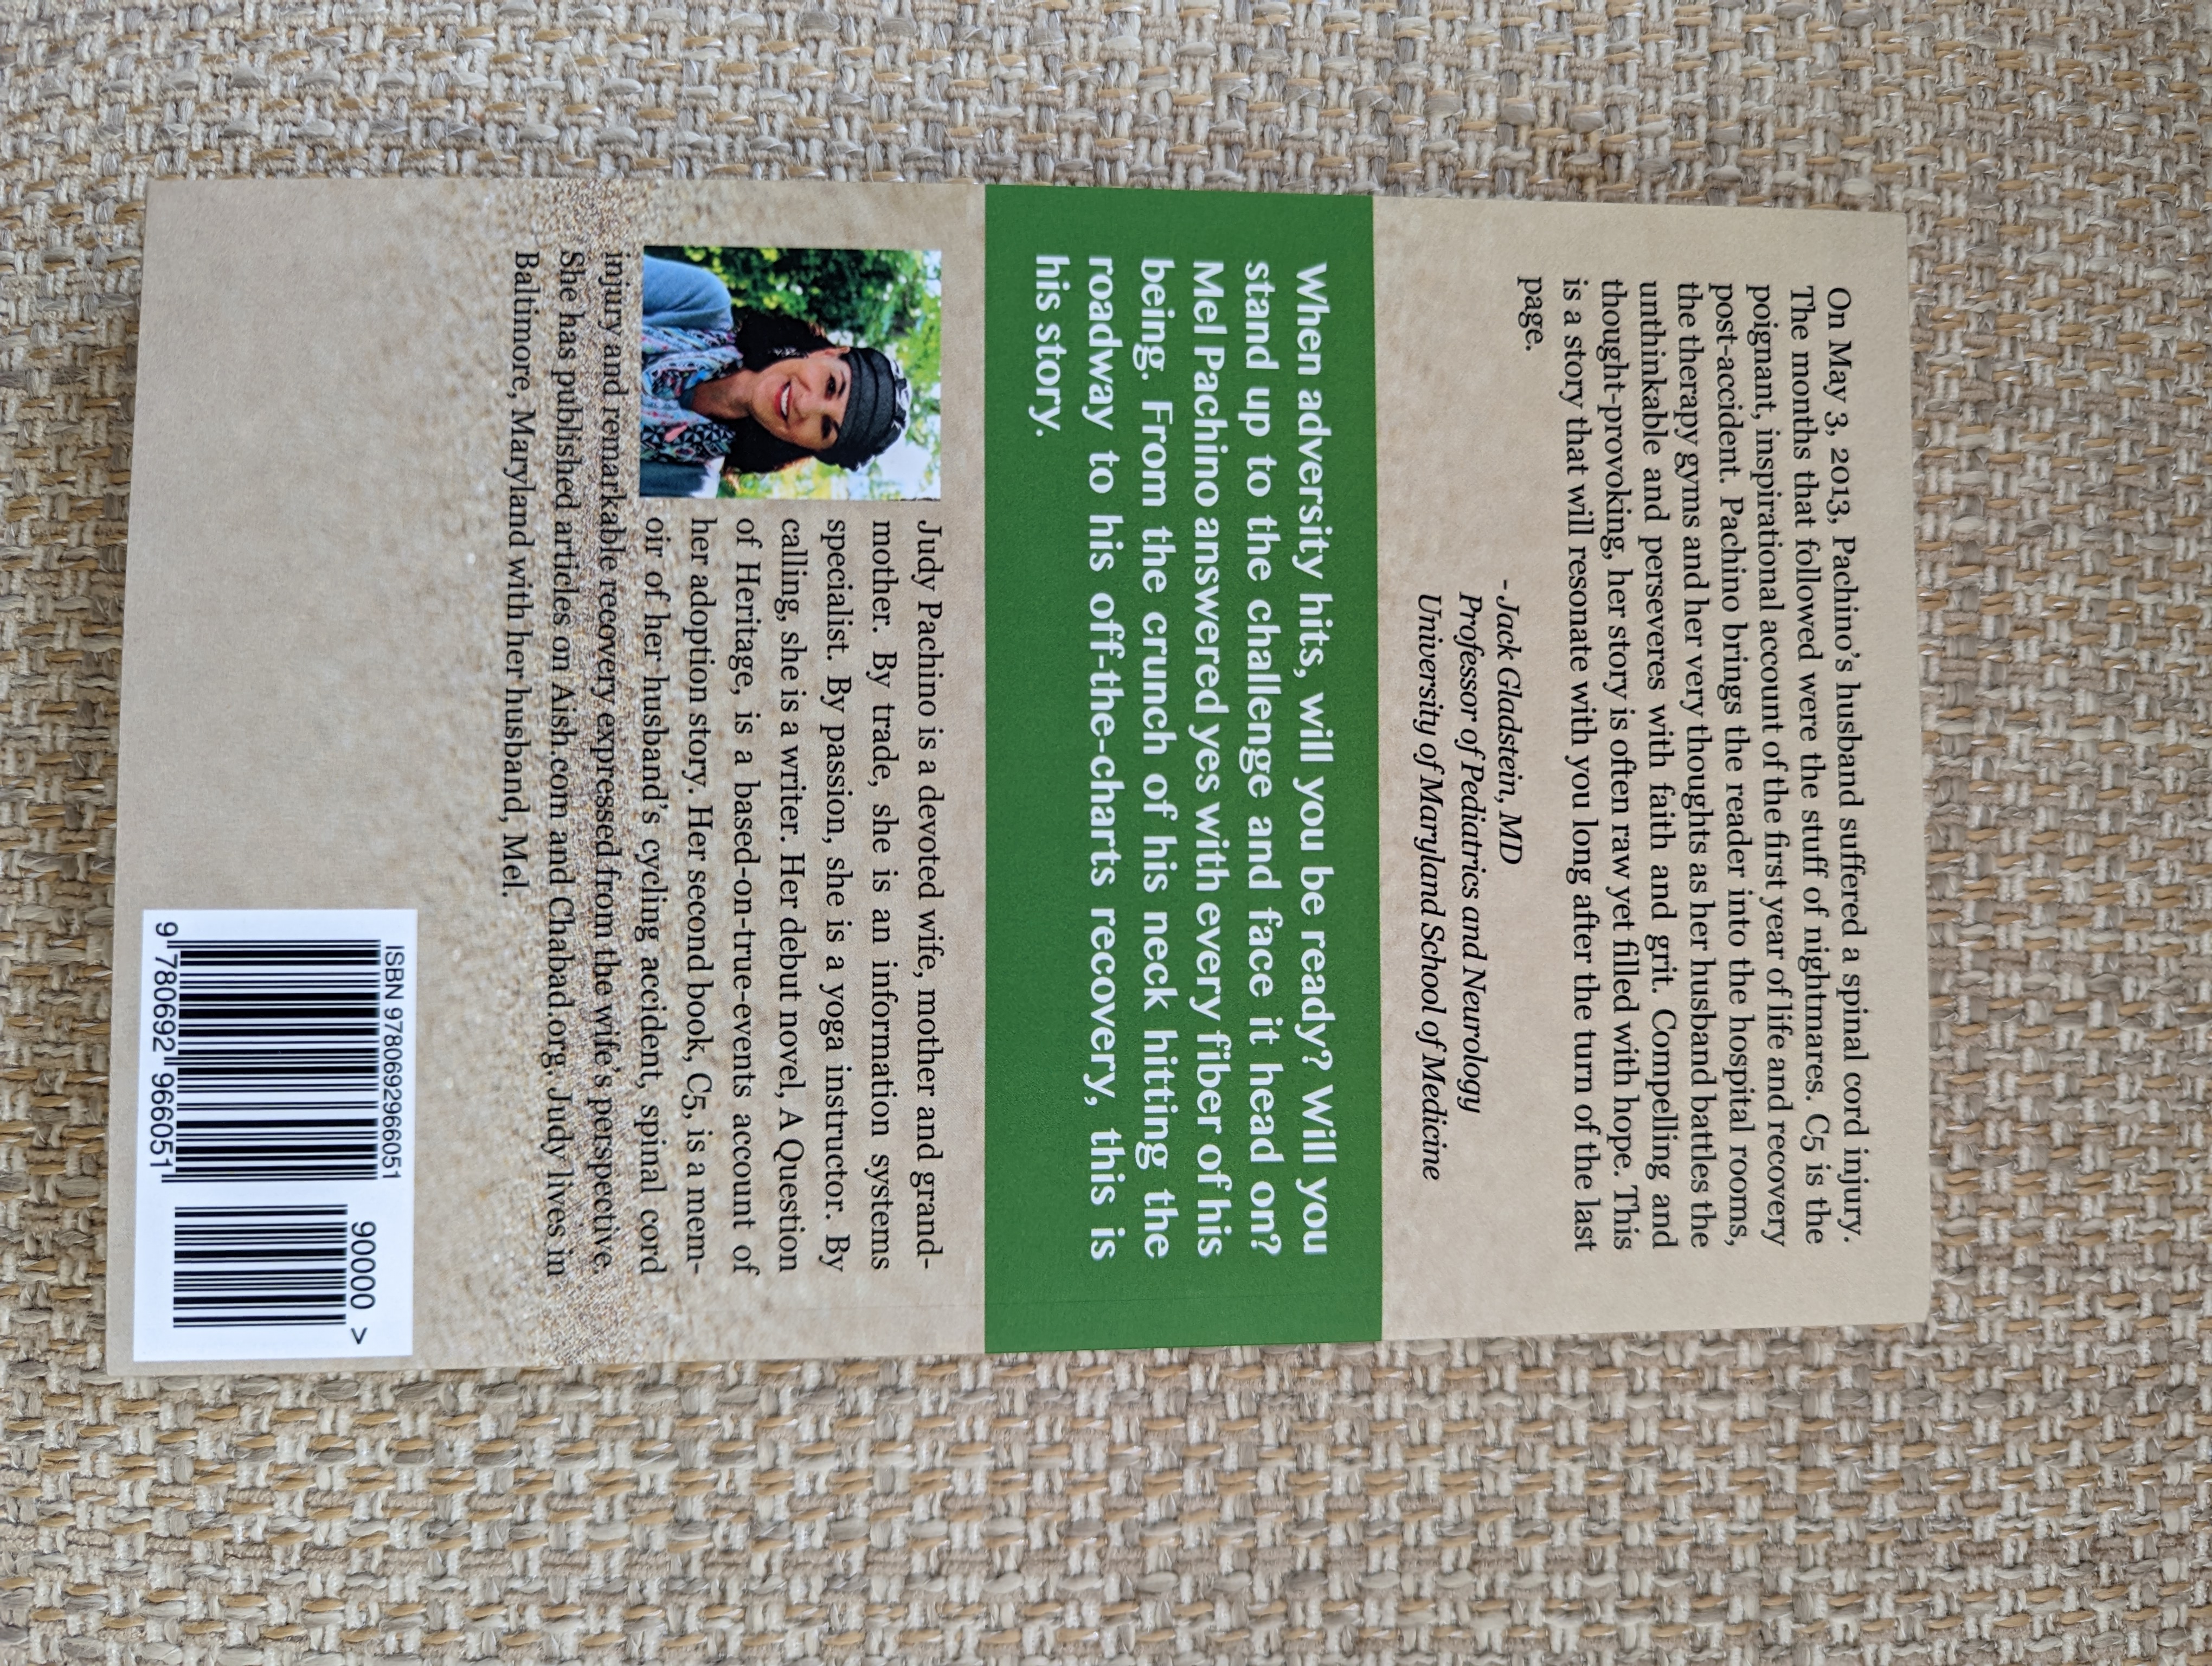 On May 3, 2013, Pachino's husband suffered a spinal cord injury.
The months that followed were the stuff of nightmares. C5 is the
poignant, inspirational account of the first year of life and recovery
post-accident. Pachino brings the reader into the hospital rooms,
the therapy gyms and her very thoughts as her husband battles the
unthinkable and perseveres with faith and grit. Compelling and
thought-provoking, her story is often raw yet filled with hope. This
is a story that will resonate with you long after the turn of the last
page.
- Jack Gladstein, MD
Professor of Pediatrics and Neurology
University of Maryland School of Medicine
When adversity hits, will you be ready? Will you
stand up to the challenge and face it head on?
Mel Pachino answered yes with every fiber of his
being. From the crunch of his neck hitting the
roadway to his off-the-charts recovery, this is
his story.
Judy Pachino is a devoted wife, mother and grand-
mother. By trade, she is an information systems
specialist. By passion, she is a yoga instructor. By
calling, she is a writer. Her debut novel, A Question
of Heritage, is a based-on-true-events account of
her adoption story. Her second book, C5, is a mem-
oir of her husband's cycling accident, spinal cord
injury and remarkable recovery expressed from the wife's perspective.
She has published articles on Aish.com and Chabad.org. Judy lives in
Baltimore, Maryland with her husband, Mel.
ISBN 9780692966051
90000 >
9 780692 966051